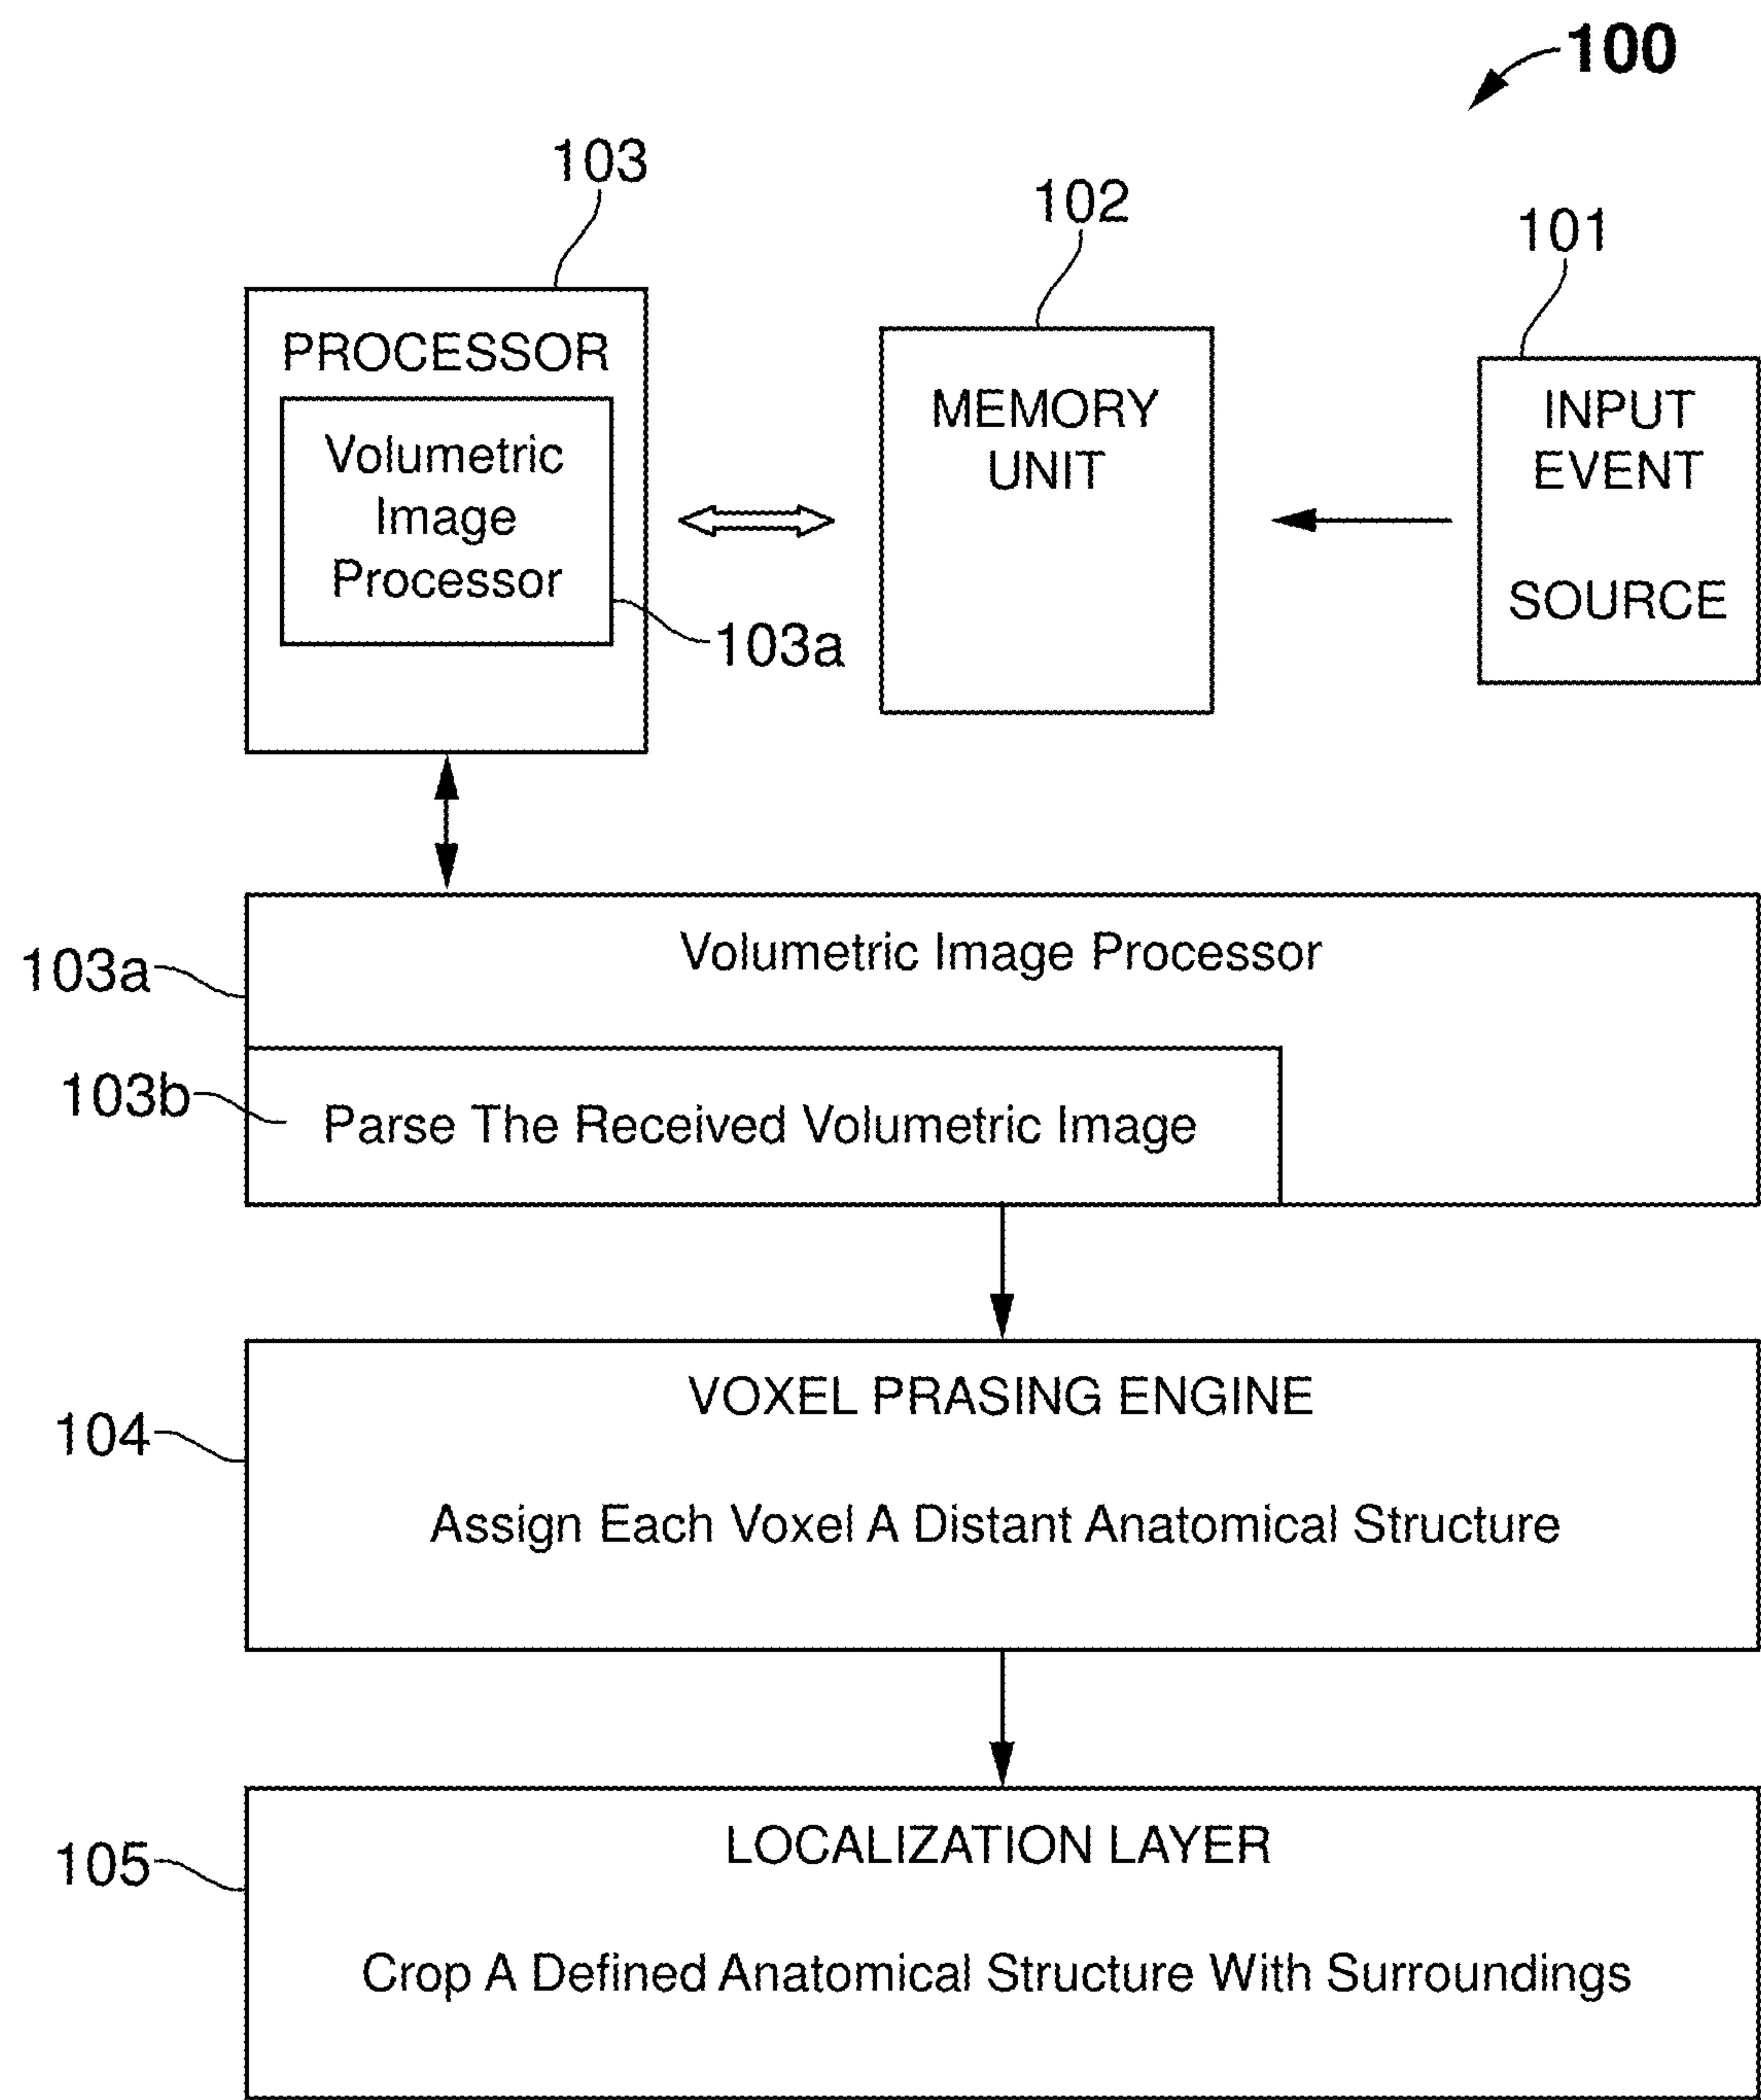 100
103
102
101
PROCESSOR
Volumetric
Image
Processor
103a
MEMORY
UNIT
INPUT
EVENT
SOURCE
103a
Volumetric Image Processor
103b
Parse The Received Volumetric Image
104
VOXEL PRASING ENGINE
Assign Each Voxel A Distant Anatomical Structure
105
LOCALIZATION LAYER
Crop A Defined Anatomical Structure With Surroundings